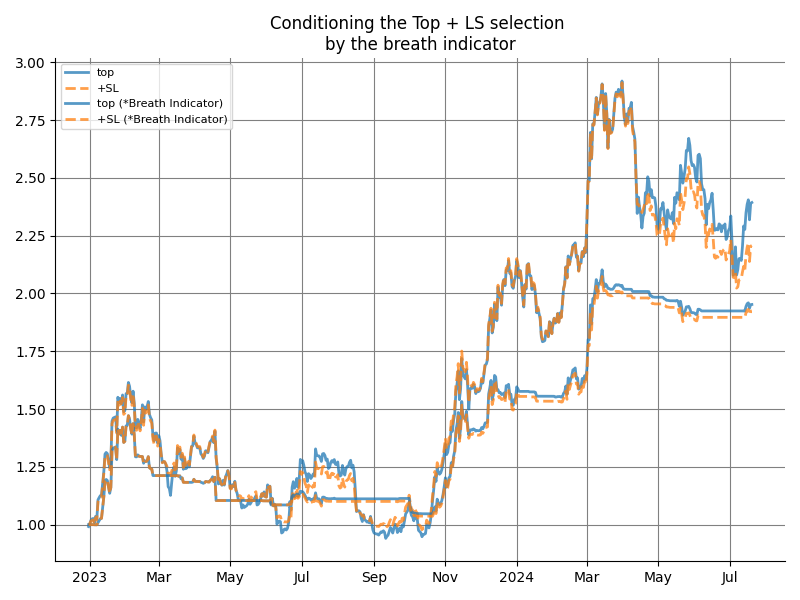 Conditioning the Top + LS selection
by the breath indicator
3.00
2.75
2.50
2.25
2.00
1.75
1.50
1.25
1.00
top
+SL
top (*Breath Indicator)
+SL (*Breath Indicator)
2023 Mar May Jul Sep Nov 2024 Mar May Jul